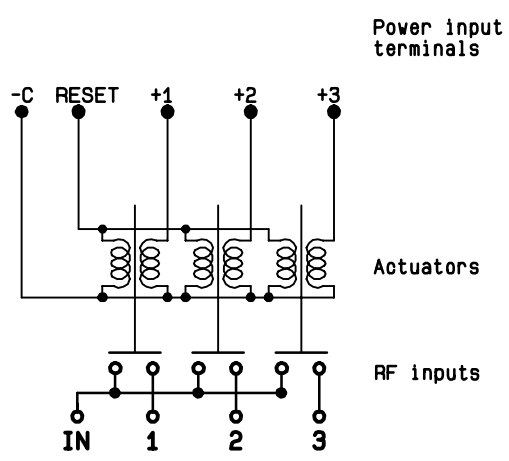 Power input
terminals
-C RESET +1 +2 +3
Actuators
RF inputs
IN 1 2 3